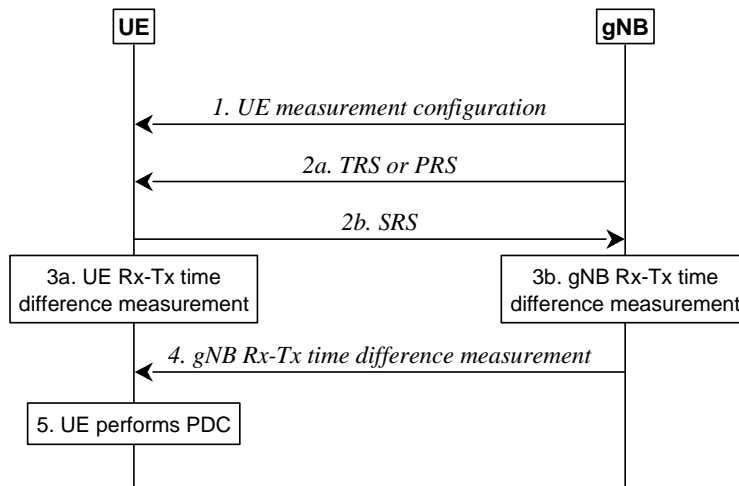 UE
gNB
1. UE measurement configuration
2a. TRS or PRS
2b. SRS
3a. UE Rx-Tx time
difference measurement
3b. gNB Rx-Tx time
difference measurement
4. gNB Rx-Tx time difference measurement
5. UE performs PDC